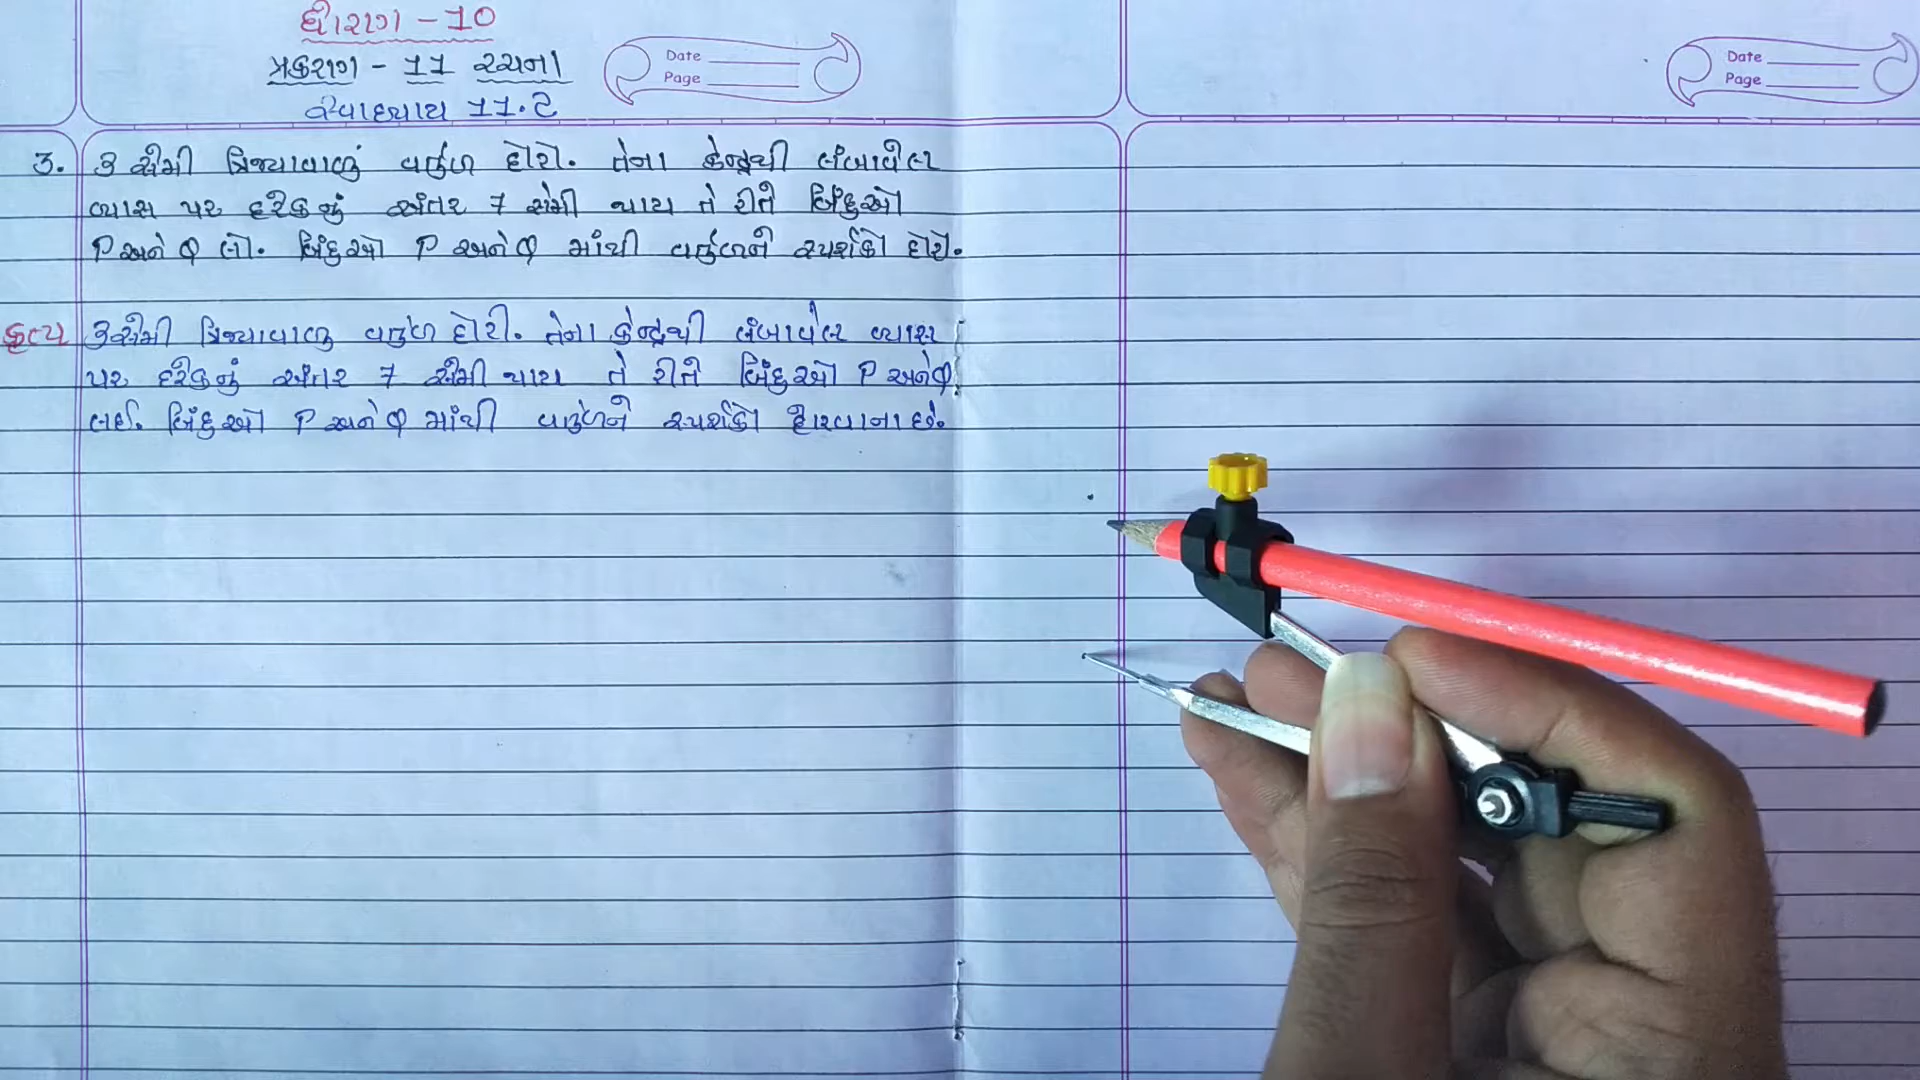 ધોરણ - 10
પ્રકરણ - 11 રચના
સ્વાધ્યાય 11.2
Date
Page
Date
Page
3. 3 સેમી ત્રિજ્યાવાળું વર્તુળ દોરો. તેના કેન્દ્રથી લંબાવેલ
વ્યાસ પર દરેકનું અંતર 7 સેમી થાય તે રીતે બિંદુઓ
P અને Q લો. બિંદુઓ P અને Q માંથી વર્તુળને સ્પર્શકો દોરો.
કૃત્ય 3સેમી ત્રિજ્યાવાળુ વર્તુળ દોરી. તેના કેન્દ્રથી લંબાવેલ વ્યાસ
પર દરેકનું અંતર 7 સેમી થાય તે રીતે બિંદુઓ P અને Q
લઈ. બિંદુઓ P અને Q માંથી વર્તુળને સ્પર્શકો દોરવાના છે.